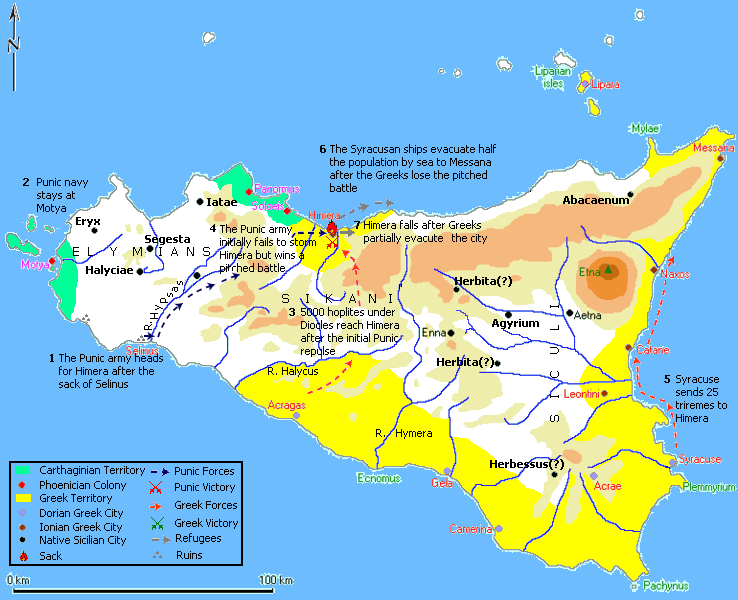 N
Liparian
isles
Lipara
Mylae
Messana
6 The Syracusan ships evacuate half
the population by sea to Messana
after the Greeks lose the pitched
battle
2 Punic navy
stays at
Motya
Panormos
Solus
Iatae
Abacaenum
Himera
Eryx
4 The Punic army
initially fails to storm
Himera but wins a
pitched battle
7 Himera falls after Greeks
partially evacuate the city
Segesta
ELYMIANS
Motya
Halyciae
Etna
Naxos
R.Hypsas
SIKANI
Herbita(?)
3 5000 hoplites under
Diocles reach Himera
after the initial Punic
repulse
Agyrium
Aetna
Enna
SICULI
Selinus
1 The Punic army heads
for Himera after the
sack of Selinus
Catane
Herbita(?)
R. Halycus
5 Syracuse
sends 25
triremes to
Himera
Leontini
Acragas
R. Hymera
Herbessus(?)
Syracuse
Ecnomus
Gela
Acrae
Plemmyrium
Camerina
Pachynus
Carthaginian Territory
Phoenician Colony
Greek Territory
Dorian Greek City
Ionian Greek City
Native Sicilian City
Sack
Punic Forces
Punic Victory
Greek Forces
Greek Victory
Refugees
Ruins
0 km
100 km